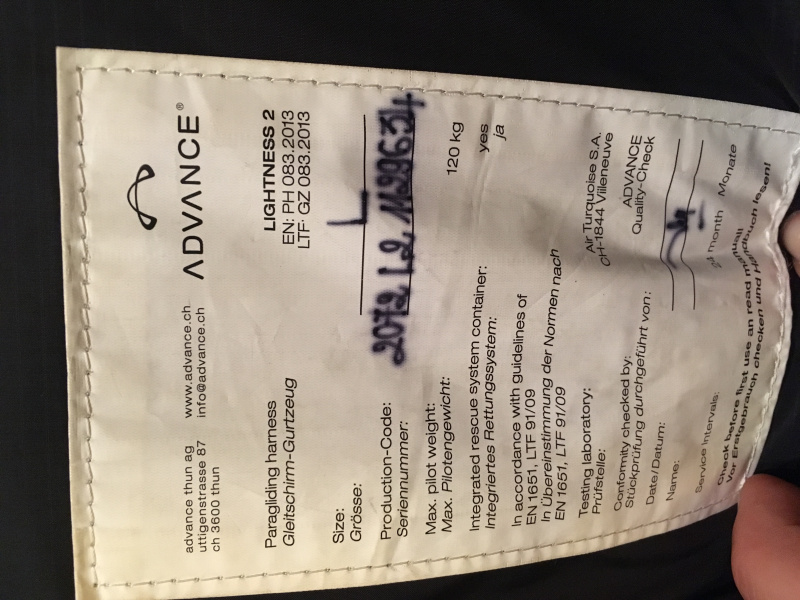 ADVANCE®
advance thun ag www.advance.ch
uttigenstrasse 87 info@advance.ch
ch 3600 thun
Paragliding harness LIGHTNESS 2
Gleitschirm-Gurtzeug EN: PH 083.2013
LTF: GZ 083.2013
Size: L
Grösse:
Production-Code:
Seriennummer:
Max. pilot weight: 120 kg
Max. Pilotengewicht:
Integrated rescue system container: yes
Integriertes Rettungssystem: ja
In accordance with guidelines of
EN 1651, LTF 91/09
In Übereinstimmung der Normen nach
EN 1651, LTF 91/09
Testing laboratory: Air Turquoise S.A.
Prüfstelle: CH-1844 Villeneuve
Conformity checked by: ADVANCE
Stückprüfung durchgeführt von: Quality-Check
Date/Datum:
Name:
Service Intervals: month Monate
Check before first use an read manual!
Vor Erstgebrauch checken und Handbuch lesen!